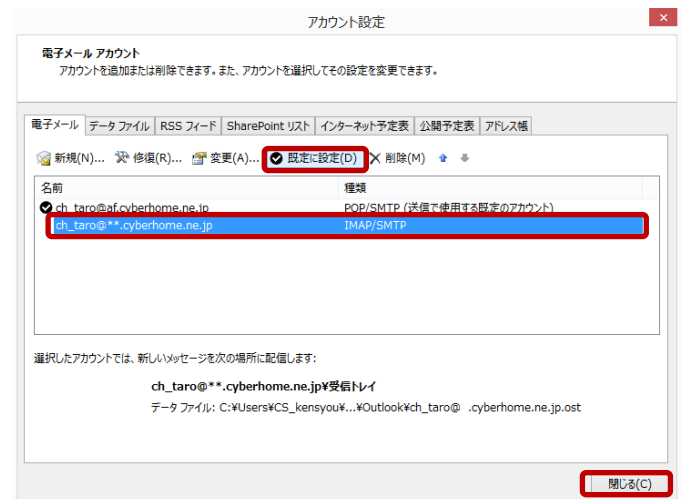 アカウント設定
×
電子メール アカウント
アカウントを追加または削除できます。また、アカウントを選択してその設定を変更できます。
電子メール データ ファイル RSS フィード SharePoint リスト インターネット予定表 公開予定表 アドレス帳
新規(N)... 修復(R)... 変更(A)... 既定に設定(D) 削除(M)
名前 種類
ch_taro@af.cyberhome.ne.jp POP/SMTP (送信で使用する既定のアカウント)
ch_taro@**.cyberhome.ne.jp IMAP/SMTP
選択したアカウントでは、新しいメッセージを次の場所に配信します:
ch_taro@**.cyberhome.ne.jp¥受信トレイ
データ ファイル: C:¥Users¥CS_kensyou¥...¥Outlook¥ch_taro@ .cyberhome.ne.jp.ost
閉じる(C)